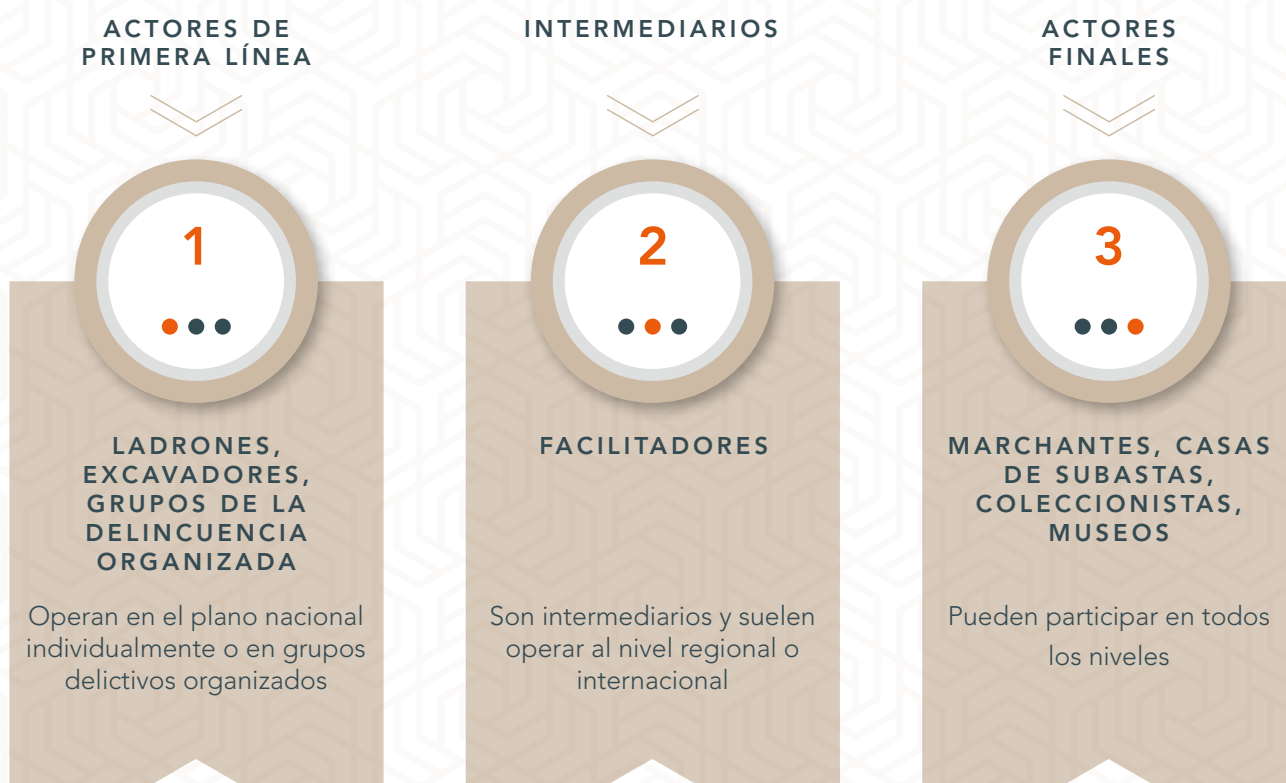 ACTORES DE
PRIMERA LÍNEA
1
LADRONES,
EXCAVADORES,
GRUPOS DE LA
DELINCUENCIA
ORGANIZADA
Operan en el plano nacional
individualmente o en grupos
delictivos organizados
INTERMEDIARIOS
2
FACILITADORES
Son intermediarios y suelen
operar al nivel regional o
internacional
ACTORES
FINALES
3
MARCHANTES, CASAS
DE SUBASTAS,
COLECCIONISTAS,
MUSEOS
Pueden participar en todos
los niveles